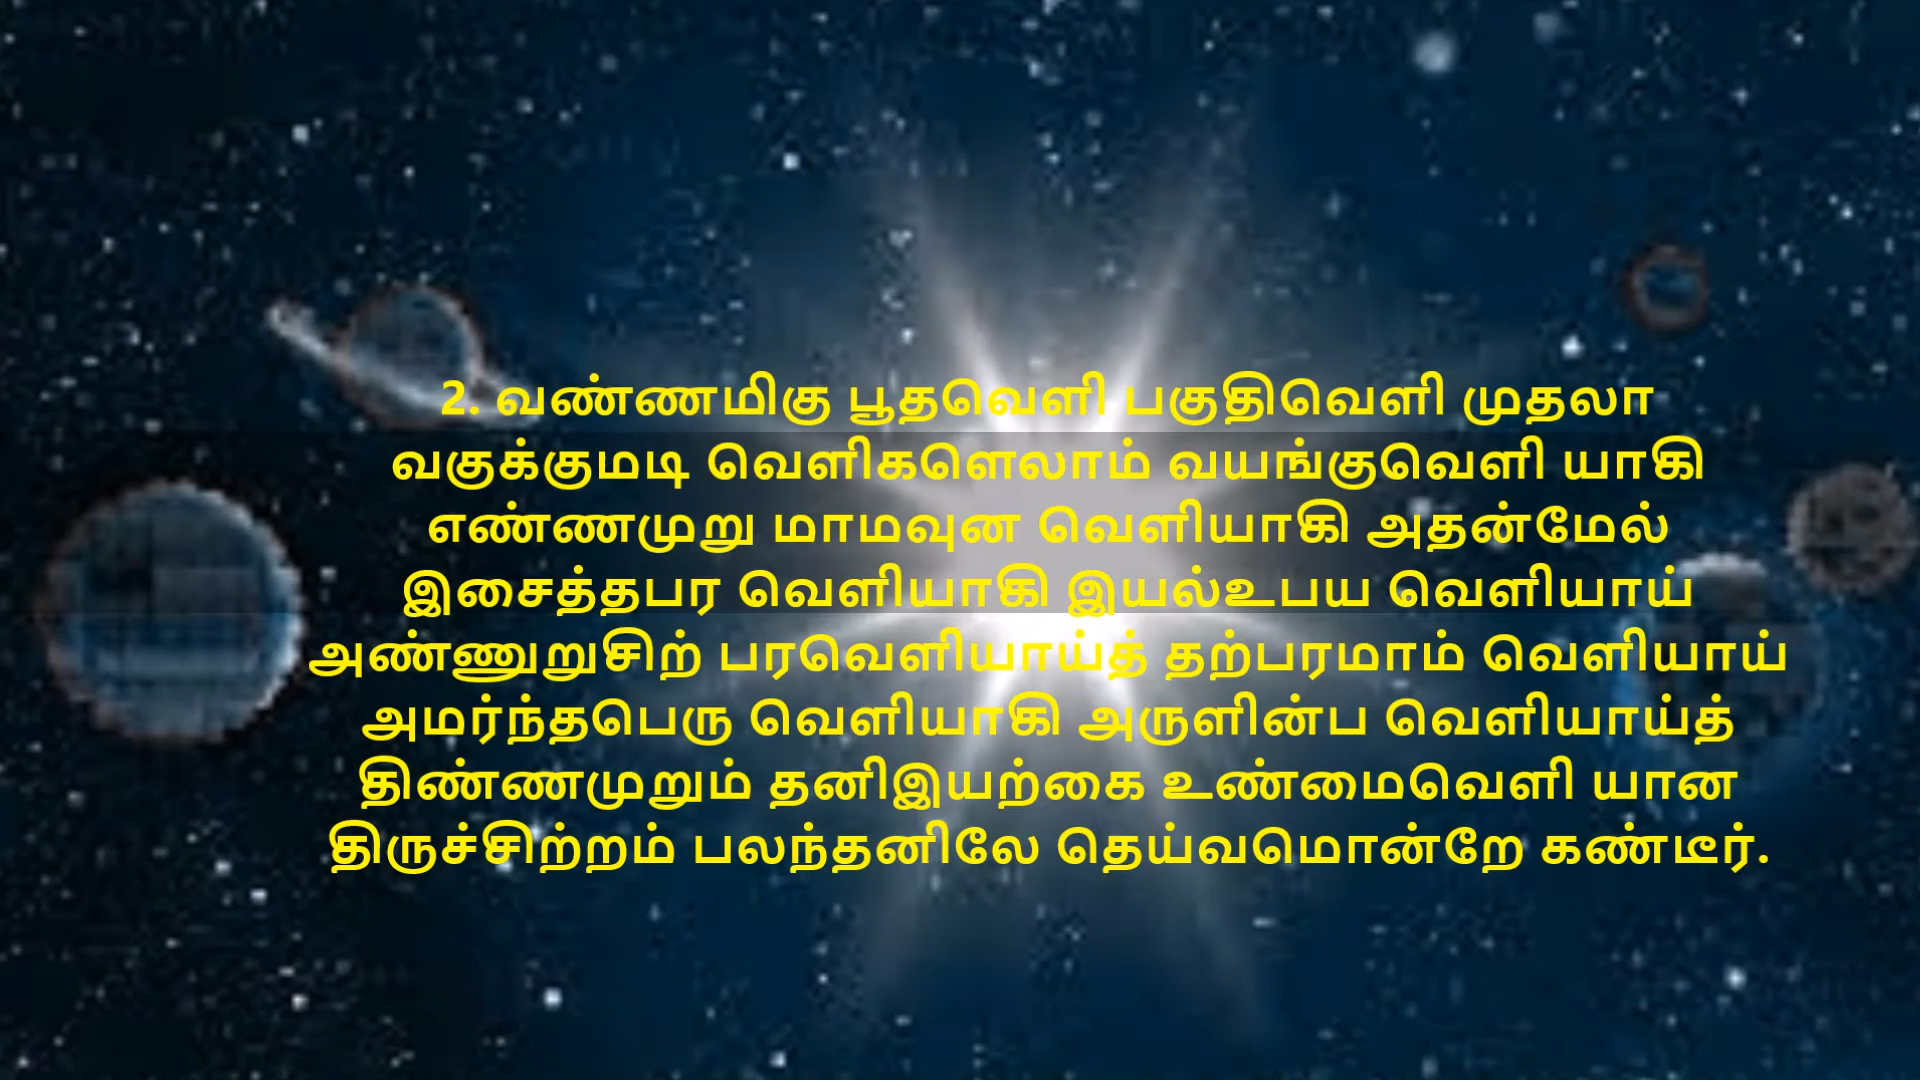 2. வண்ணமிகு பூதவெளி பகுதிவெளி முதலா
வகுக்குமடி வெளிகளெலாம் வயங்குவெளி யாகி
எண்ணமுறு மாமவுன வெளியாகி அதன்மேல்
இசைத்தபர வெளியாகி இயல்உபய வெளியாய்
அண்ணுறுசிற் பரவெளியாய்த் தற்பரமாம் வெளியாய்
அமர்ந்தபெரு வெளியாகி அருளின்ப வெளியாய்த்
திண்ணமுறும் தனிஇயற்கை உண்மைவெளி யான
திருச்சிற்றம் பலந்தனிலே தெய்வமொன்றே கண்டீர்.